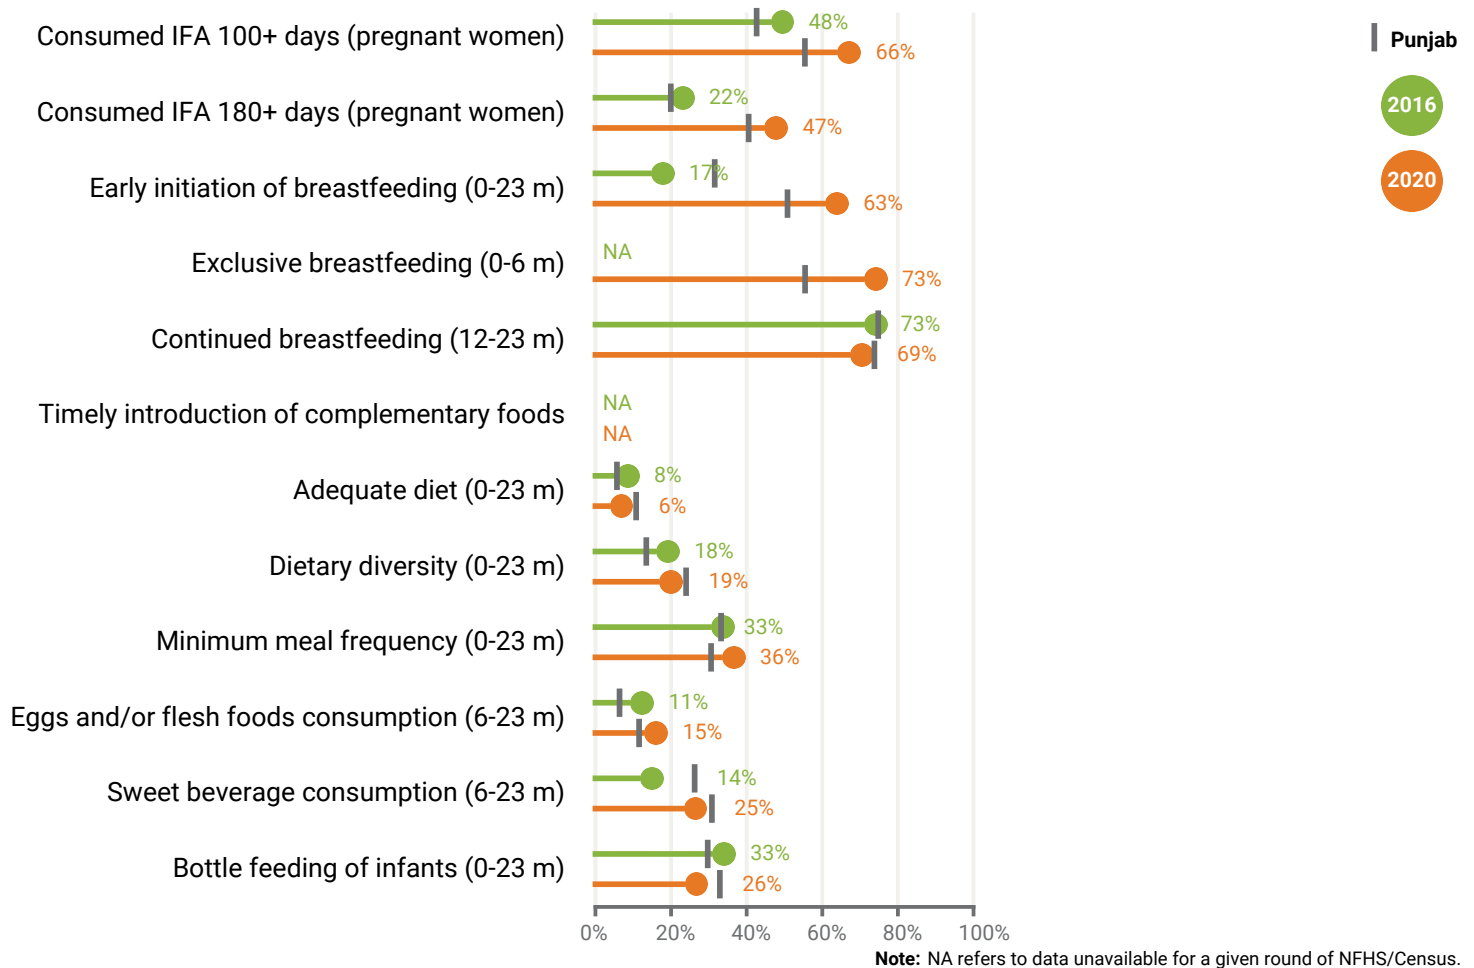 Consumed IFA 100+ days (pregnant women)
48%
66%
Consumed IFA 180+ days (pregnant women)
22%
47%
Early initiation of breastfeeding (0-23 m)
17%
63%
Exclusive breastfeeding (0-6 m)
NA
73%
Continued breastfeeding (12-23 m)
73%
69%
Timely introduction of complementary foods
NA
NA
Adequate diet (0-23 m)
8%
6%
Dietary diversity (0-23 m)
18%
19%
Minimum meal frequency (0-23 m)
33%
36%
Eggs and/or flesh foods consumption (6-23 m)
11%
15%
Sweet beverage consumption (6-23 m)
14%
25%
Bottle feeding of infants (0-23 m)
33%
26%
0% 20% 40% 60% 80% 100%
Punjab
2016
2020
Note: NA refers to data unavailable for a given round of NFHS/Census.